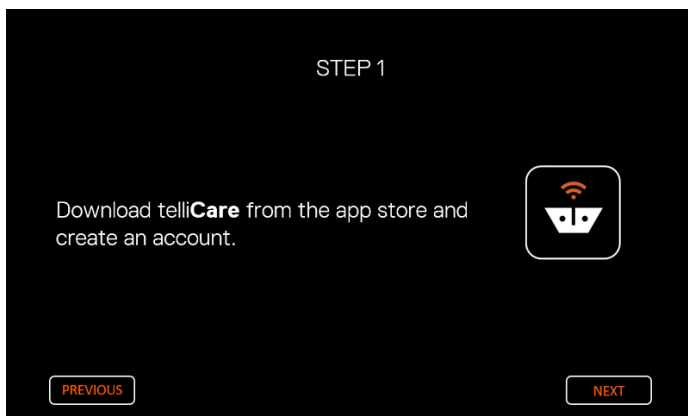 STEP 1
Download telliCare from the app store and
create an account.
PREVIOUS
NEXT